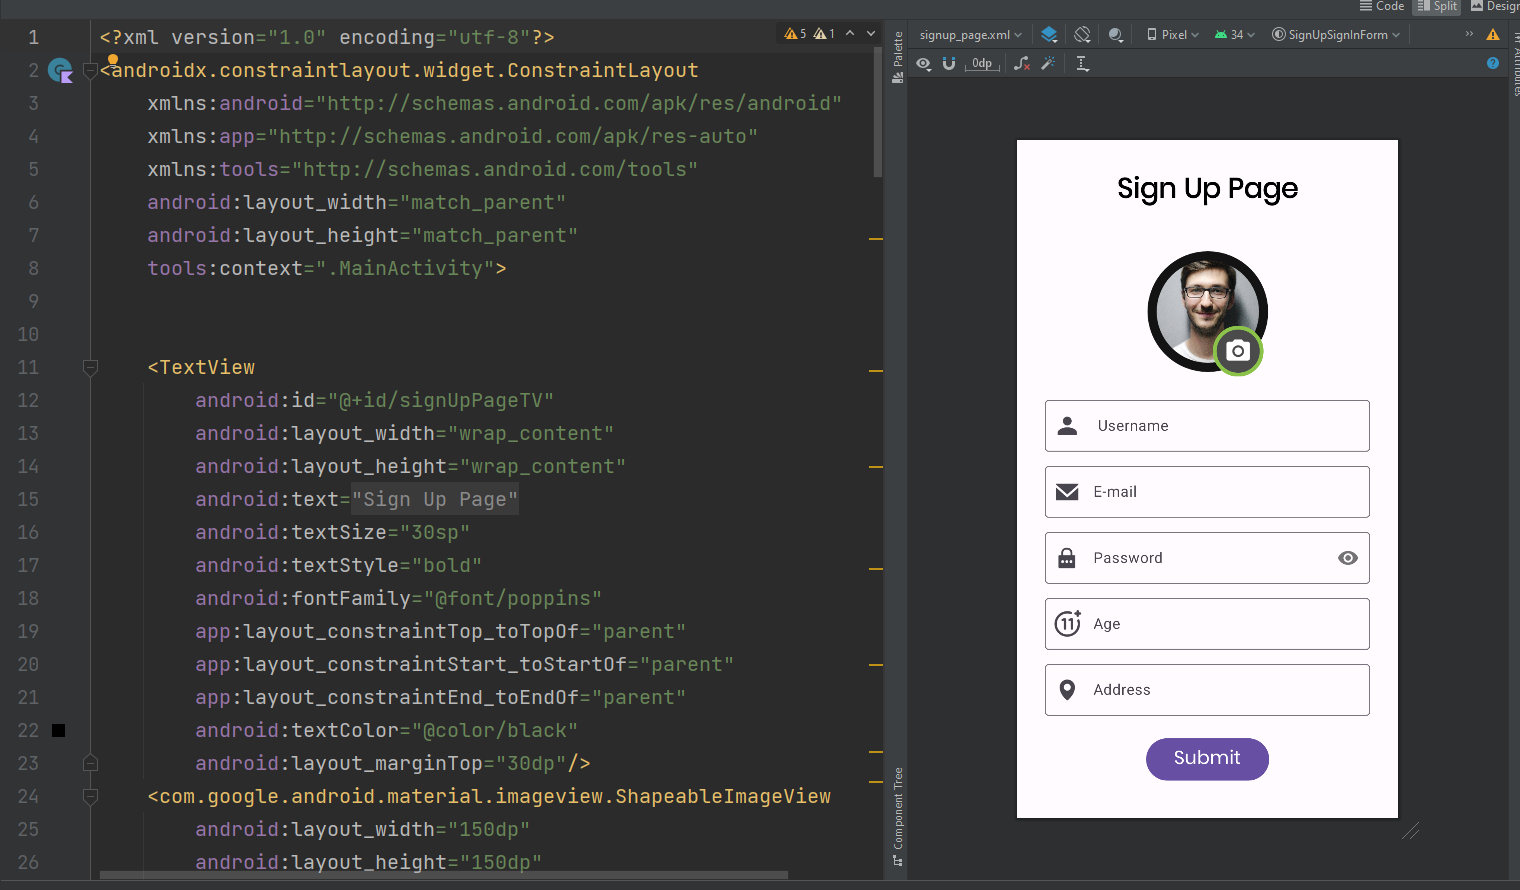 Code Split Design
1 <?xml version="1.0" encoding="utf-8"?>
5 1
2 <androidx.constraintlayout.widget.ConstraintLayout
3 xmlns:android="http://schemas.android.com/apk/res/android"
4 xmlns:app="http://schemas.android.com/apk/res-auto"
5 xmlns:tools="http://schemas.android.com/tools"
6 android:layout_width="match_parent"
7 android:layout_height="match_parent"
8 tools:context=".MainActivity">
9
10
11 <TextView
12 android:id="@+id/signUpPageTV"
13 android:layout_width="wrap_content"
14 android:layout_height="wrap_content"
15 android:text="Sign Up Page"
16 android:textSize="30sp"
17 android:textStyle="bold"
18 android:fontFamily="@font/poppins"
19 app:layout_constraintTop_toTopOf="parent"
20 app:layout_constraintStart_toStartOf="parent"
21 app:layout_constraintEnd_toEndOf="parent"
22 android:textColor="@color/black"
23 android:layout_marginTop="30dp"/>
24 <com.google.android.material.imageview.ShapeableImageView
25 android:layout_width="150dp"
26 android:layout_height="150dp"
Palette
Component Tree
signup_page.xml Pixel 34 SignUpSignInForm
0dp
Attributes
Sign Up Page
Username
E-mail
Password
11 Age
Address
Submit